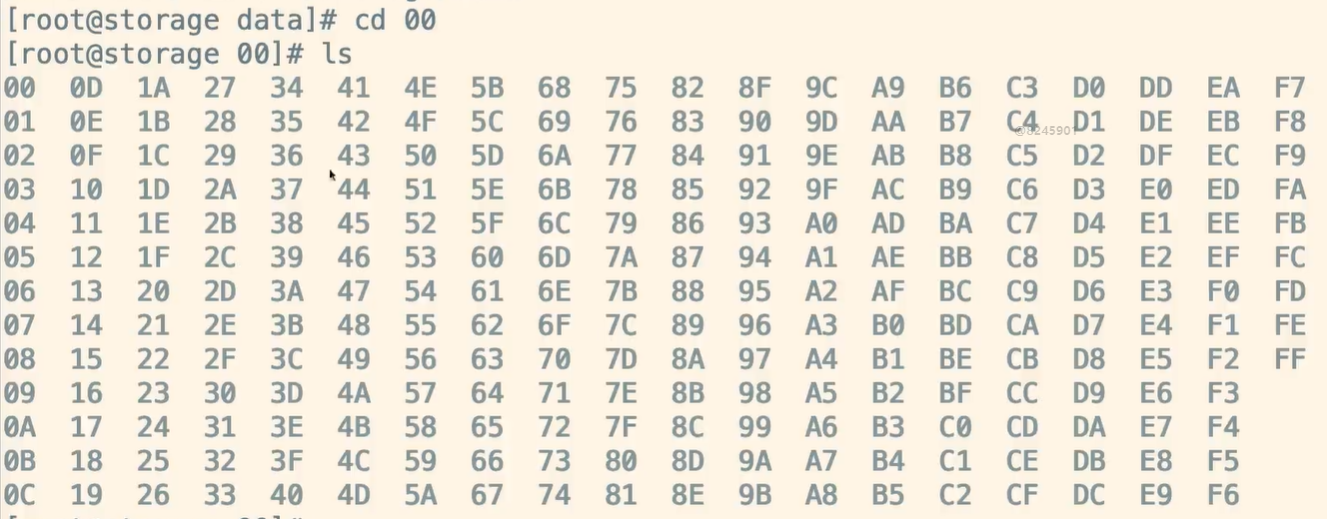 [root@storage data]# cd 00
[root@storage 00]# ls
00 0D 1A 27 34 41 4E 5B 68 75 82 8F 9C A9 B6 C3 D0 DD EA F7
01 0E 1B 28 35 42 4F 5C 69 76 83 90 9D AA B7 C4 D1 DE EB F8
@8245901
02 0F 1C 29 36 43 50 5D 6A 77 84 91 9E AB B8 C5 D2 DF EC F9
03 10 1D 2A 37 44 51 5E 6B 78 85 92 9F AC B9 C6 D3 E0 ED FA
04 11 1E 2B 38 45 52 5F 6C 79 86 93 A0 AD BA C7 D4 E1 EE FB
05 12 1F 2C 39 46 53 60 6D 7A 87 94 A1 AE BB C8 D5 E2 EF FC
06 13 20 2D 3A 47 54 61 6E 7B 88 95 A2 AF BC C9 D6 E3 F0 FD
07 14 21 2E 3B 48 55 62 6F 7C 89 96 A3 B0 BD CA D7 E4 F1 FE
08 15 22 2F 3C 49 56 63 70 7D 8A 97 A4 B1 BE CB D8 E5 F2 FF
09 16 23 30 3D 4A 57 64 71 7E 8B 98 A5 B2 BF CC D9 E6 F3
0A 17 24 31 3E 4B 58 65 72 7F 8C 99 A6 B3 C0 CD DA E7 F4
0B 18 25 32 3F 4C 59 66 73 80 8D 9A A7 B4 C1 CE DB E8 F5
0C 19 26 33 40 4D 5A 67 74 81 8E 9B A8 B5 C2 CF DC E9 F6